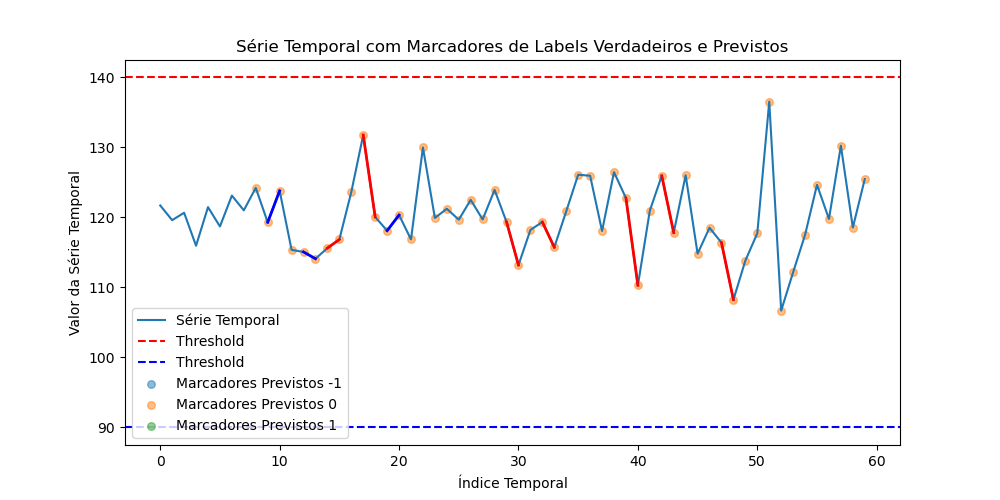 Série Temporal com Marcadores de Labels Verdadeiros e Previstos
Valor da Série Temporal
140
130
120
110
100
90
Série Temporal
Threshold
Threshold
Marcadores Previstos -1
Marcadores Previstos 0
Marcadores Previstos 1
0 10 20 30 40 50 60
Índice Temporal